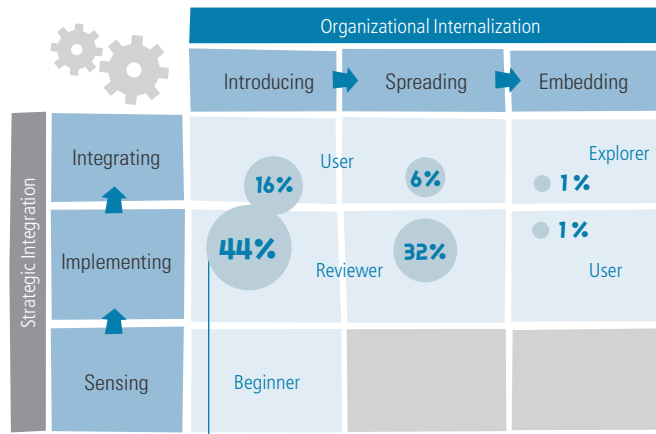 Organizational Internalization
Introducing
Spreading
Embedding
Strategic Integration
Integrating
User
Explorer
16%
6%
1%
Implementing
44%
Reviewer
32%
1%
User
Sensing
Beginner